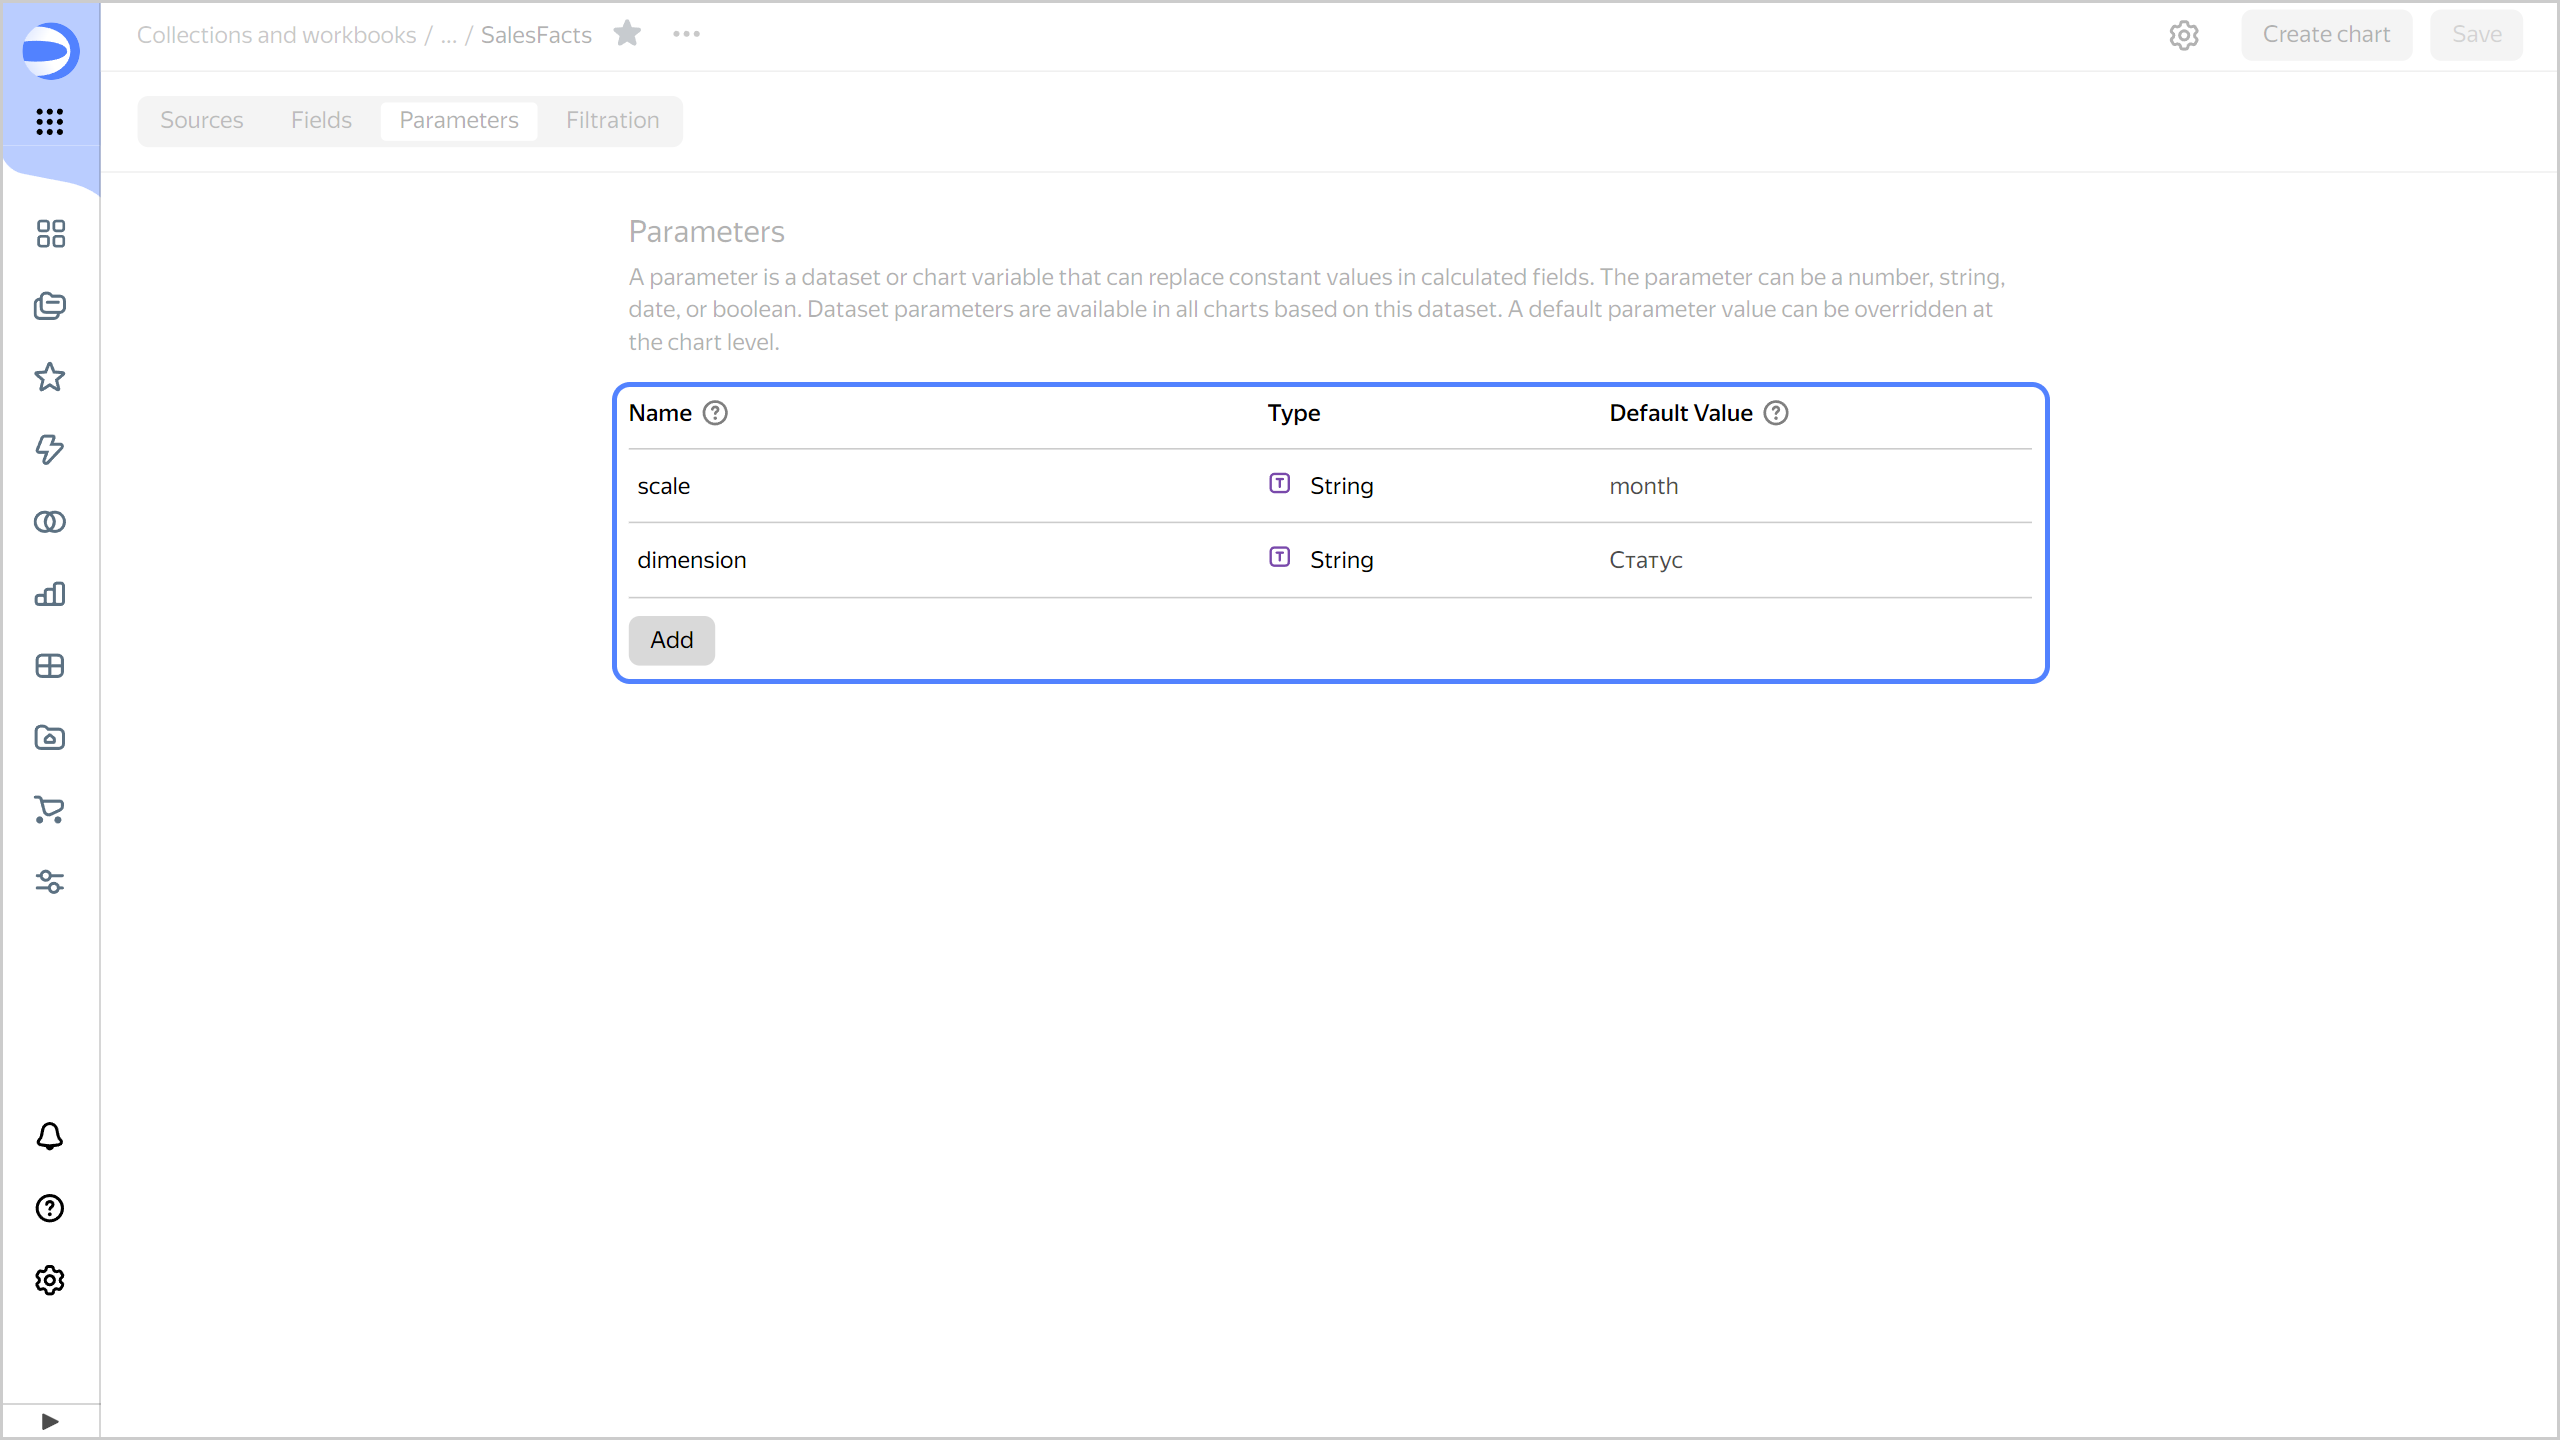 Collections and workbooks / ... / SalesFacts
Create chart
Save
Sources
Fields
Parameters
Filtration
Parameters
A parameter is a dataset or chart variable that can replace constant values in calculated fields. The parameter can be a number, string,
date, or boolean. Dataset parameters are available in all charts based on this dataset. A default parameter value can be overridden at
the chart level.
Name Type Default Value
scale String month
dimension String Статус
Add